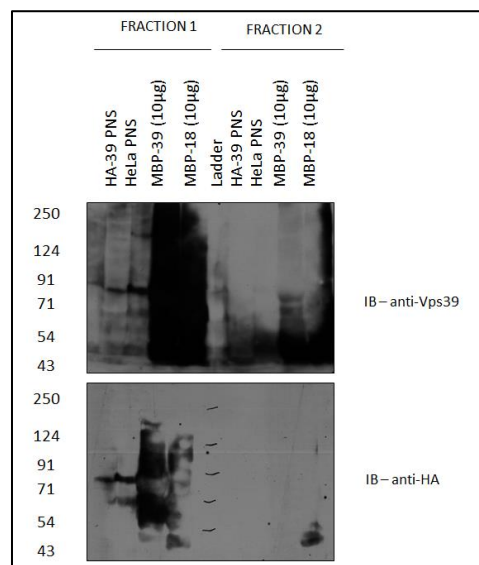 FRACTION 1 FRACTION 2
HA-39 PNS
HeLa PNS
MBP-39 (10µg)
MBP-18 (10µg)
Ladder
HA-39 PNS
HeLa PNS
MBP-39 (10µg)
MBP-18 (10µg)
250
124
91
71
54
43
IB – anti-Vps39
250
124
91
71
54
43
IB – anti-HA